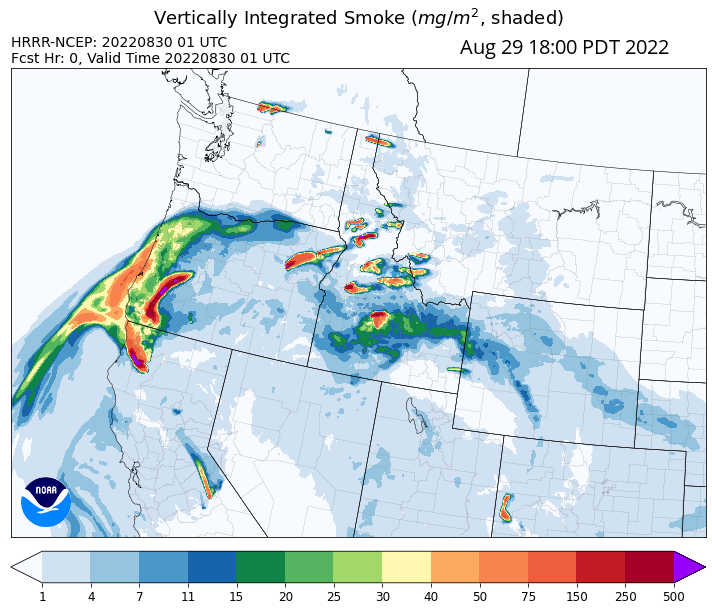 Vertically Integrated Smoke (mg/m², shaded)
HRRR-NCEP: 20220830 01 UTC
Fcst Hr: 0, Valid Time 20220830 01 UTC
Aug 29 18:00 PDT 2022
NOAA
1 4 7 11 15 20 25 30 40 50 75 150 250 500